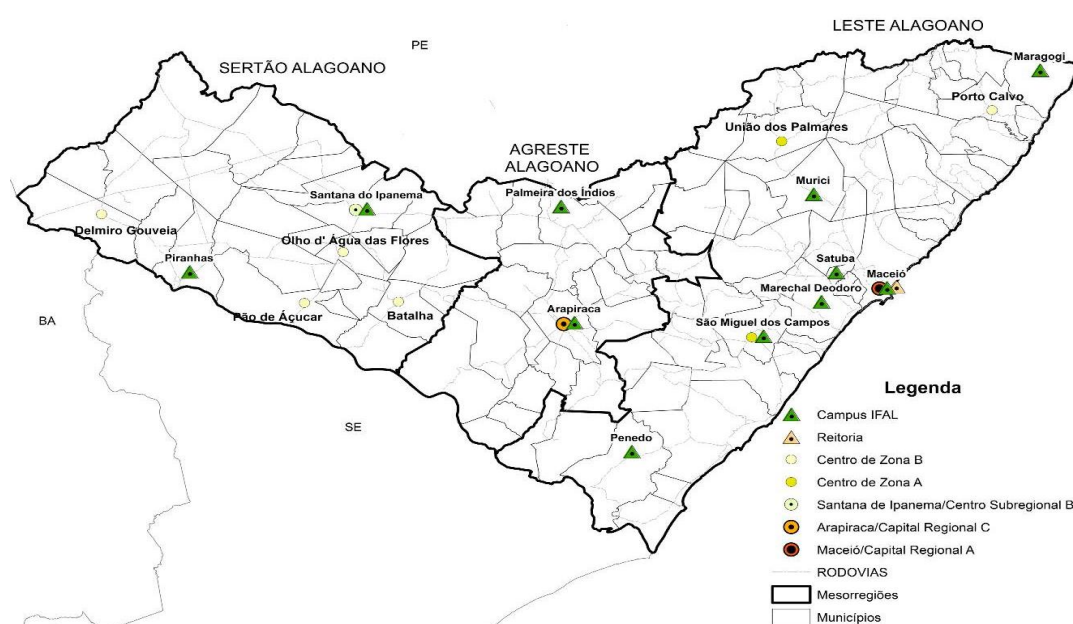 LESTE ALAGOANO
PE
Maragogi
SERTÃO ALAGOANO
Porto Calvo
União dos Palmares
AGRESTE
ALAGOANO
Palmeira dos Índios
Murici
Santana do Ipanema
Delmiro Gouveia
Olho d' Água das Flores
Piranhas
Satuba
Maceió
Marechal Deodoro
Pão de Áçucar
Batalha
Arapiraca
São Miguel dos Campos
BA
SE
Penedo
Legenda
Campus IFAL
Reitoria
Centro de Zona B
Centro de Zona A
Santana de Ipanema/Centro Subregional B
Arapiraca/Capital Regional C
Maceió/Capital Regional A
RODOVIAS
Mesorregiões
Municípios